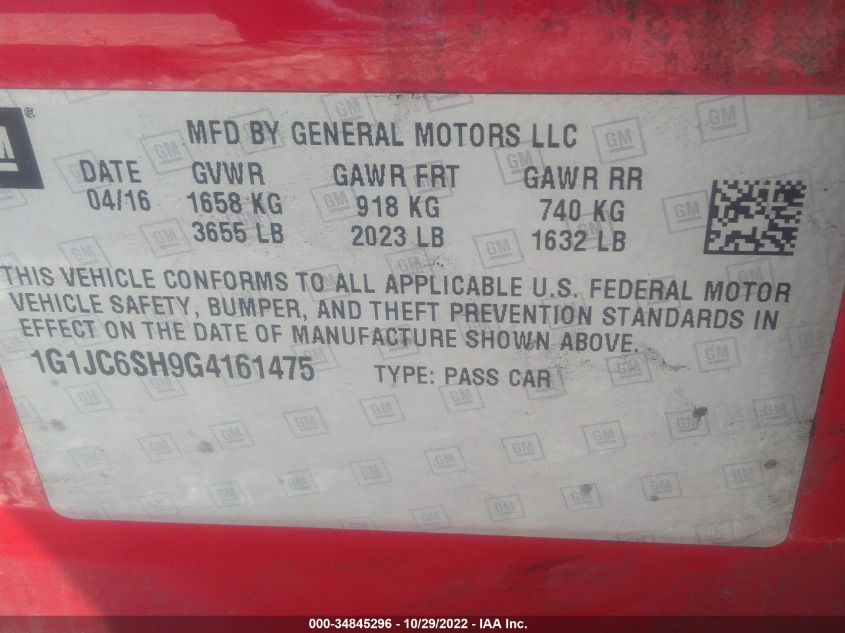 GM ®
MFD BY GENERAL MOTORS LLC
DATE GVWR GAWR FRT GAWR RR
04/16 1658 KG 918 KG 740 KG
3655 LB 2023 LB 1632 LB
THIS VEHICLE CONFORMS TO ALL APPLICABLE U.S. FEDERAL MOTOR
VEHICLE SAFETY, BUMPER, AND THEFT PREVENTION STANDARDS IN
EFFECT ON THE DATE OF MANUFACTURE SHOWN ABOVE.
1G1JC6SH9G4161475 TYPE: PASS CAR
000-34845296 - 10/29/2022 - IAA Inc.